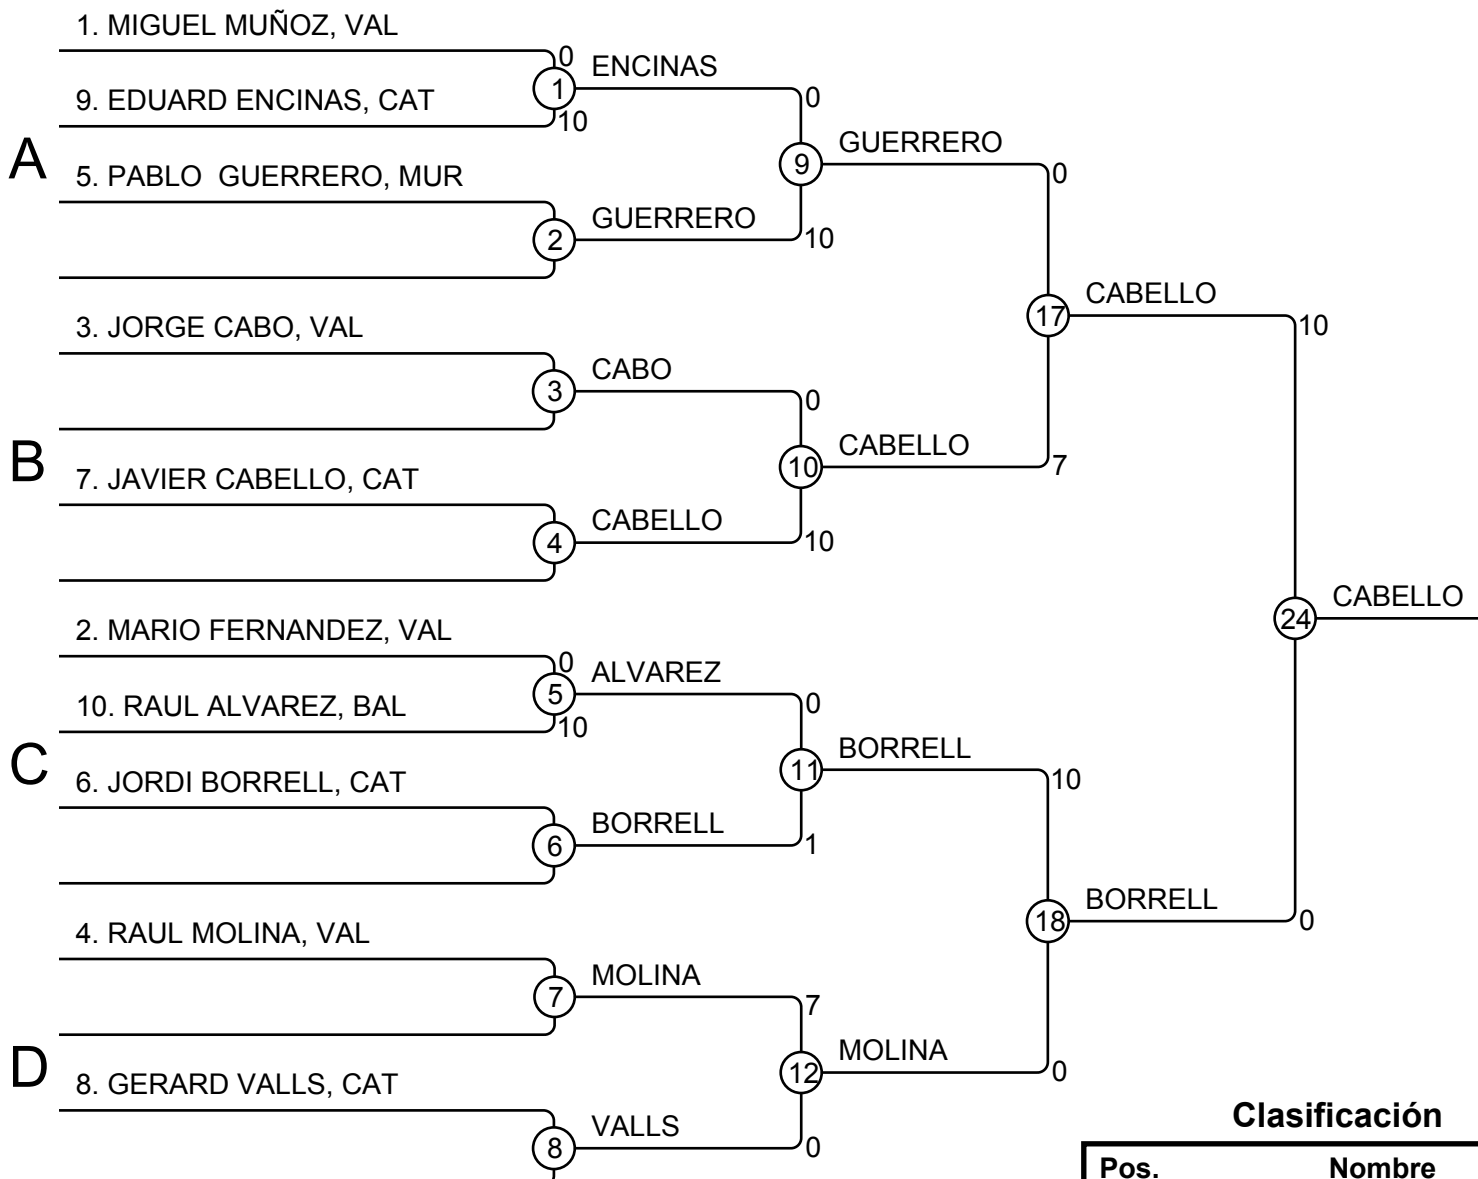 1. MIGUEL MUÑOZ, VAL
0
1
ENCINAS
9. EDUARD ENCINAS, CAT
10
0
A
9
GUERRERO
5. PABLO  GUERRERO, MUR
0
2
GUERRERO
10
3. JORGE CABO, VAL
17
CABELLO
10
3
CABO
0
B
10
CABELLO
7
7. JAVIER CABELLO, CAT
4
CABELLO
10
24
CABELLO
2. MARIO FERNANDEZ, VAL
0
5
ALVAREZ
10. RAUL ALVAREZ, BAL
10
0
C
11
BORRELL
10
6. JORDI BORRELL, CAT
6
BORRELL
1
18
BORRELL
0
4. RAUL MOLINA, VAL
7
MOLINA
7
D
12
MOLINA
0
8. GERARD VALLS, CAT
8
VALLS
0
Clasificación
Pos. Nombre